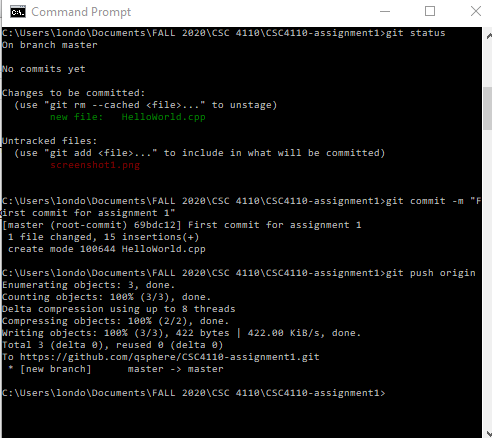 Command Prompt
C:\Users\londo\Documents\FALL 2020\CSC 4110\CSC4110-assignment1>git status
On branch master
No commits yet
Changes to be committed:
  (use "git rm --cached <file>..." to unstage)
        new file:   HelloWorld.cpp
Untracked files:
  (use "git add <file>..." to include in what will be committed)
        screenshot1.png
C:\Users\londo\Documents\FALL 2020\CSC 4110\CSC4110-assignment1>git commit -m "F
irst commit for assignment 1"
[master (root-commit) 69bdc12] First commit for assignment 1
 1 file changed, 15 insertions(+)
 create mode 100644 HelloWorld.cpp
C:\Users\londo\Documents\FALL 2020\CSC 4110\CSC4110-assignment1>git push origin
Enumerating objects: 3, done.
Counting objects: 100% (3/3), done.
Delta compression using up to 8 threads
Compressing objects: 100% (2/2), done.
Writing objects: 100% (3/3), 422 bytes | 422.00 KiB/s, done.
Total 3 (delta 0), reused 0 (delta 0)
To https://github.com/qsphere/CSC4110-assignment1.git
 * [new branch]      master -> master
C:\Users\londo\Documents\FALL 2020\CSC 4110\CSC4110-assignment1>